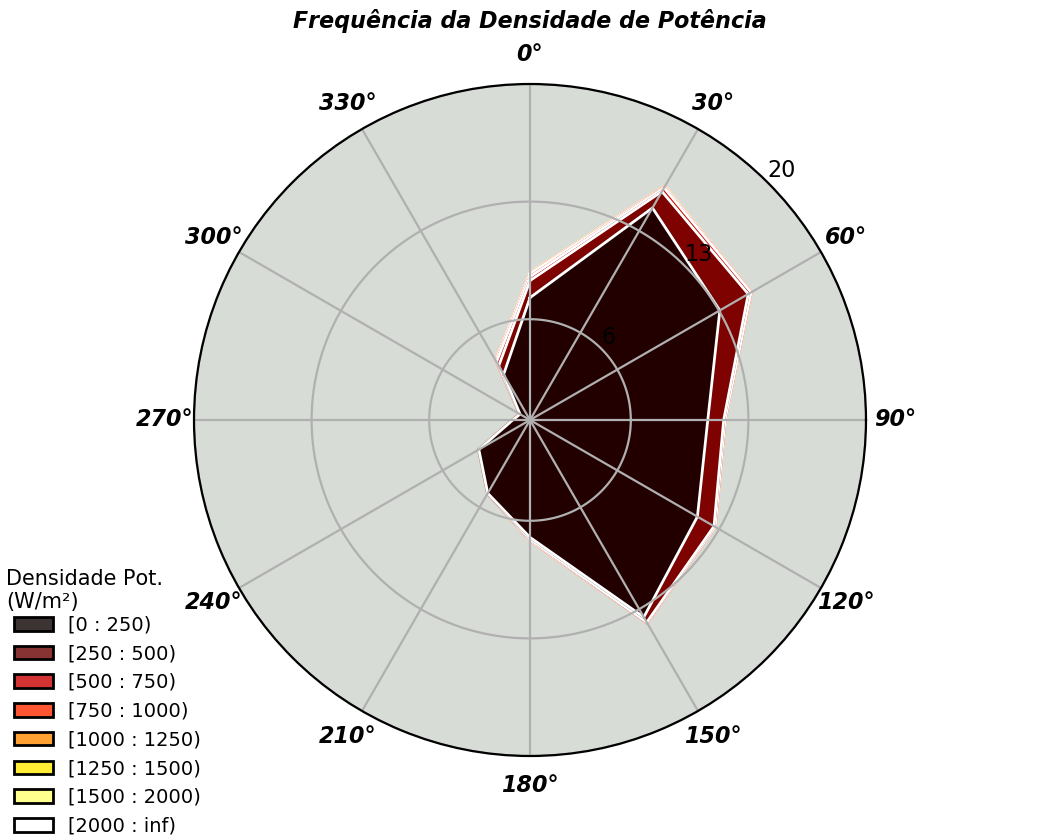 Frequência da Densidade de Potência
0°
330°
30°
20
300°
60°
13
6
270°
90°
240°
120°
210°
150°
180°
Densidade Pot.
(W/m²)
[0 : 250)
[250 : 500)
[500 : 750)
[750 : 1000)
[1000 : 1250)
[1250 : 1500)
[1500 : 2000)
[2000 : inf)